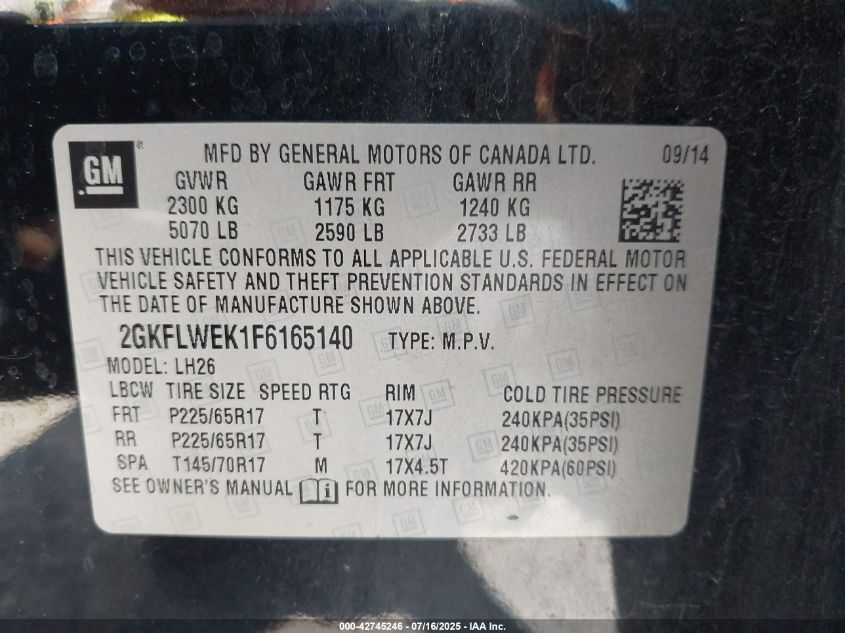 GM ® MFD BY GENERAL MOTORS OF CANADA LTD. 09/14
GVWR GAWR FRT GAWR RR
2300 KG 1175 KG 1240 KG
5070 LB 2590 LB 2733 LB
THIS VEHICLE CONFORMS TO ALL APPLICABLE U.S. FEDERAL MOTOR
VEHICLE SAFETY AND THEFT PREVENTION STANDARDS IN EFFECT ON
THE DATE OF MANUFACTURE SHOWN ABOVE.
2GKFLWEK1F6165140 TYPE: M.P.V.
MODEL: LH26
LBCW TIRE SIZE SPEED RTG RIM COLD TIRE PRESSURE
FRT P225/65R17 T 17X7J 240KPA(35PSI)
RR P225/65R17 T 17X7J 240KPA(35PSI)
SPA T145/70R17 M 17X4.5T 420KPA(60PSI)
SEE OWNER'S MANUAL i FOR MORE INFORMATION.
000-42745246 - 07/16/2025 - IAA Inc.